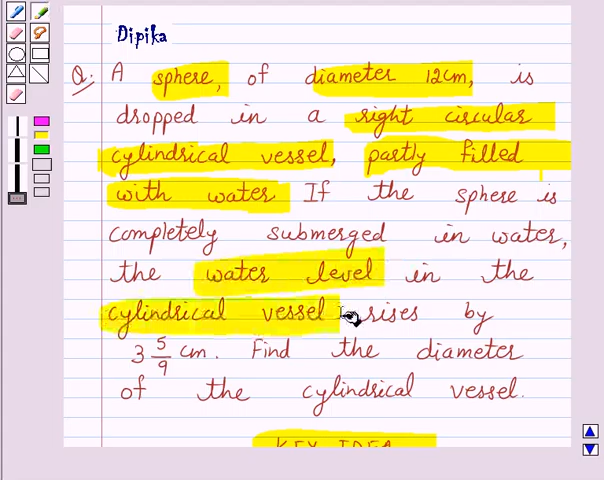 Dipika
Q. A sphere, of diameter 12cm, is
dropped in a right circular
cylindrical vessel, partly filled
with water If the sphere is
completely submerged in water,
the water level in the
cylindrical vessel rises by
3 5/9 cm. Find the diameter
of the cylindrical vessel.
KEY IDEA